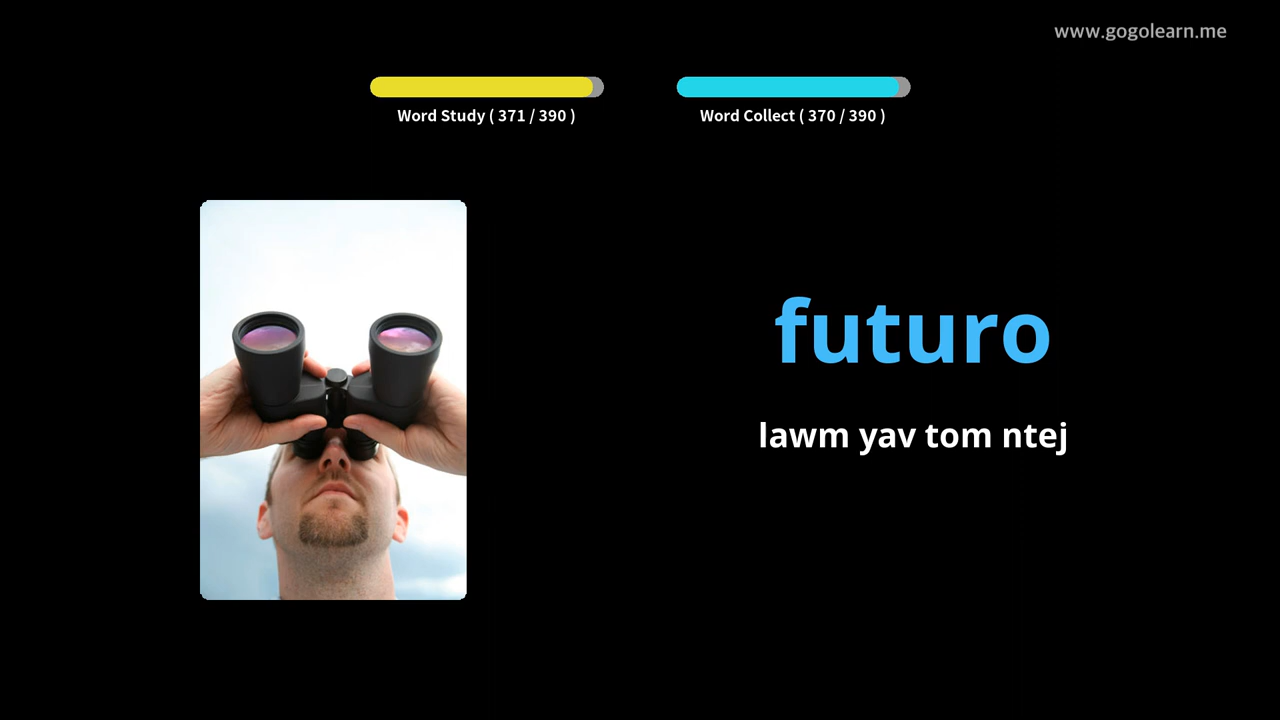 www.gogolearn.me
Word Study ( 371 / 390 )
Word Collect ( 370 / 390 )
futuro
lawm yav tom ntej